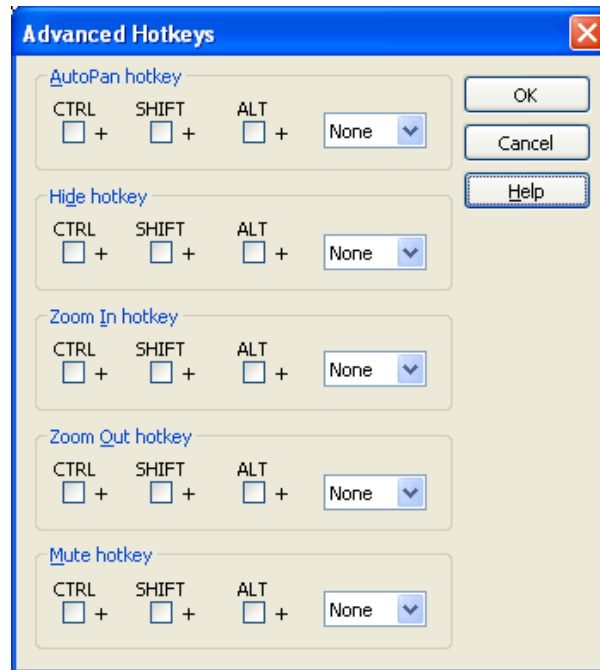 Advanced Hotkeys
AutoPan hotkey
CTRL SHIFT ALT
+ + + None
OK
Cancel
Help
Hide hotkey
CTRL SHIFT ALT
+ + + None
Zoom In hotkey
CTRL SHIFT ALT
+ + + None
Zoom Out hotkey
CTRL SHIFT ALT
+ + + None
Mute hotkey
CTRL SHIFT ALT
+ + + None